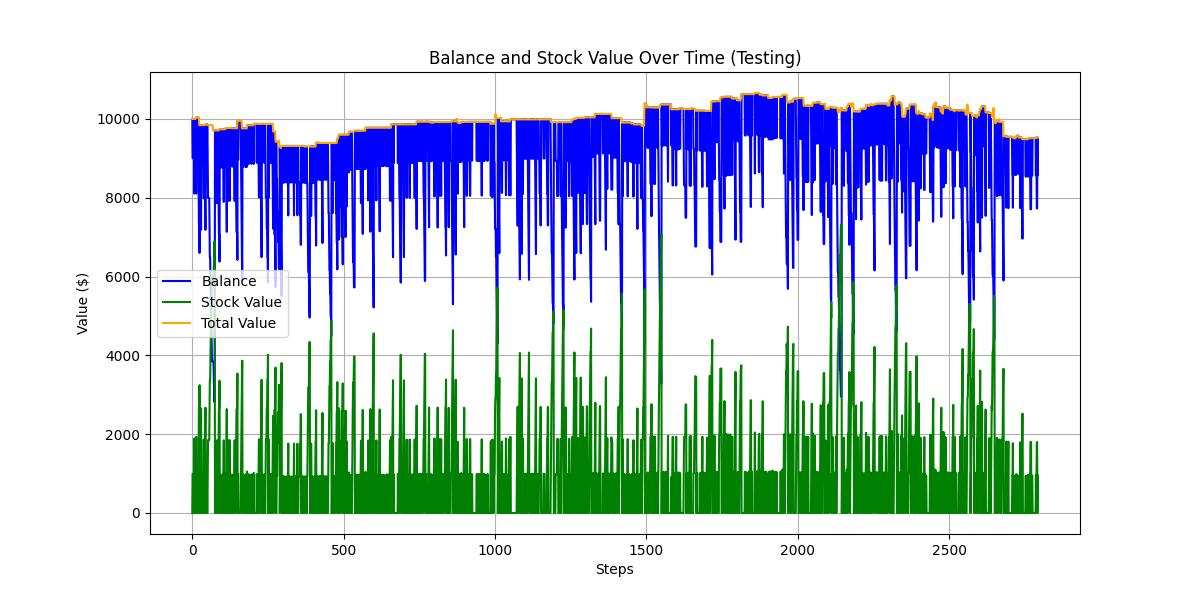 Balance and Stock Value Over Time (Testing)
Value ($)
10000
8000
6000
4000
2000
0
Balance
Stock Value
Total Value
0 500 1000 1500 2000 2500
Steps